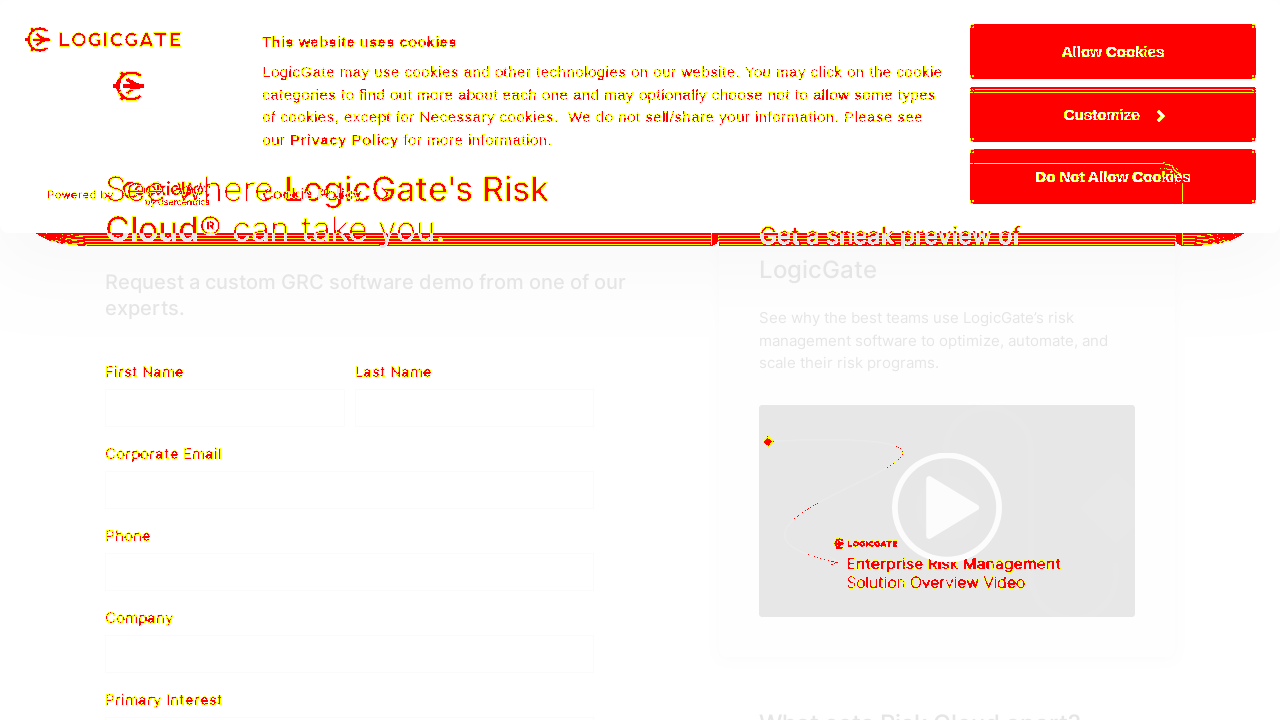 LOGICGATE
This website uses cookies
LogicGate may use cookies and other technologies on our website. You may click on the cookie
categories to find out more about each one and may optionally choose not to allow some types
of cookies, except for Necessary cookies. We do not sell/share your information. Please see
our Privacy Policy for more information.
Allow Cookies
Customize
Do Not Allow Cookies
Powered by
Cookiebot
by Usercentrics
Cookie Policy
See where LogicGate's Risk
Cloud® can take you.
Request a custom GRC software demo from one of our
experts.
First Name
Last Name
Corporate Email
Phone
Company
Primary Interest
Get a sneak preview of
LogicGate
See why the best teams use LogicGate's risk
management software to optimize, automate, and
scale their risk programs.
LOGICGATE
Enterprise Risk Management
Solution Overview Video
What sets Risk Cloud apart?